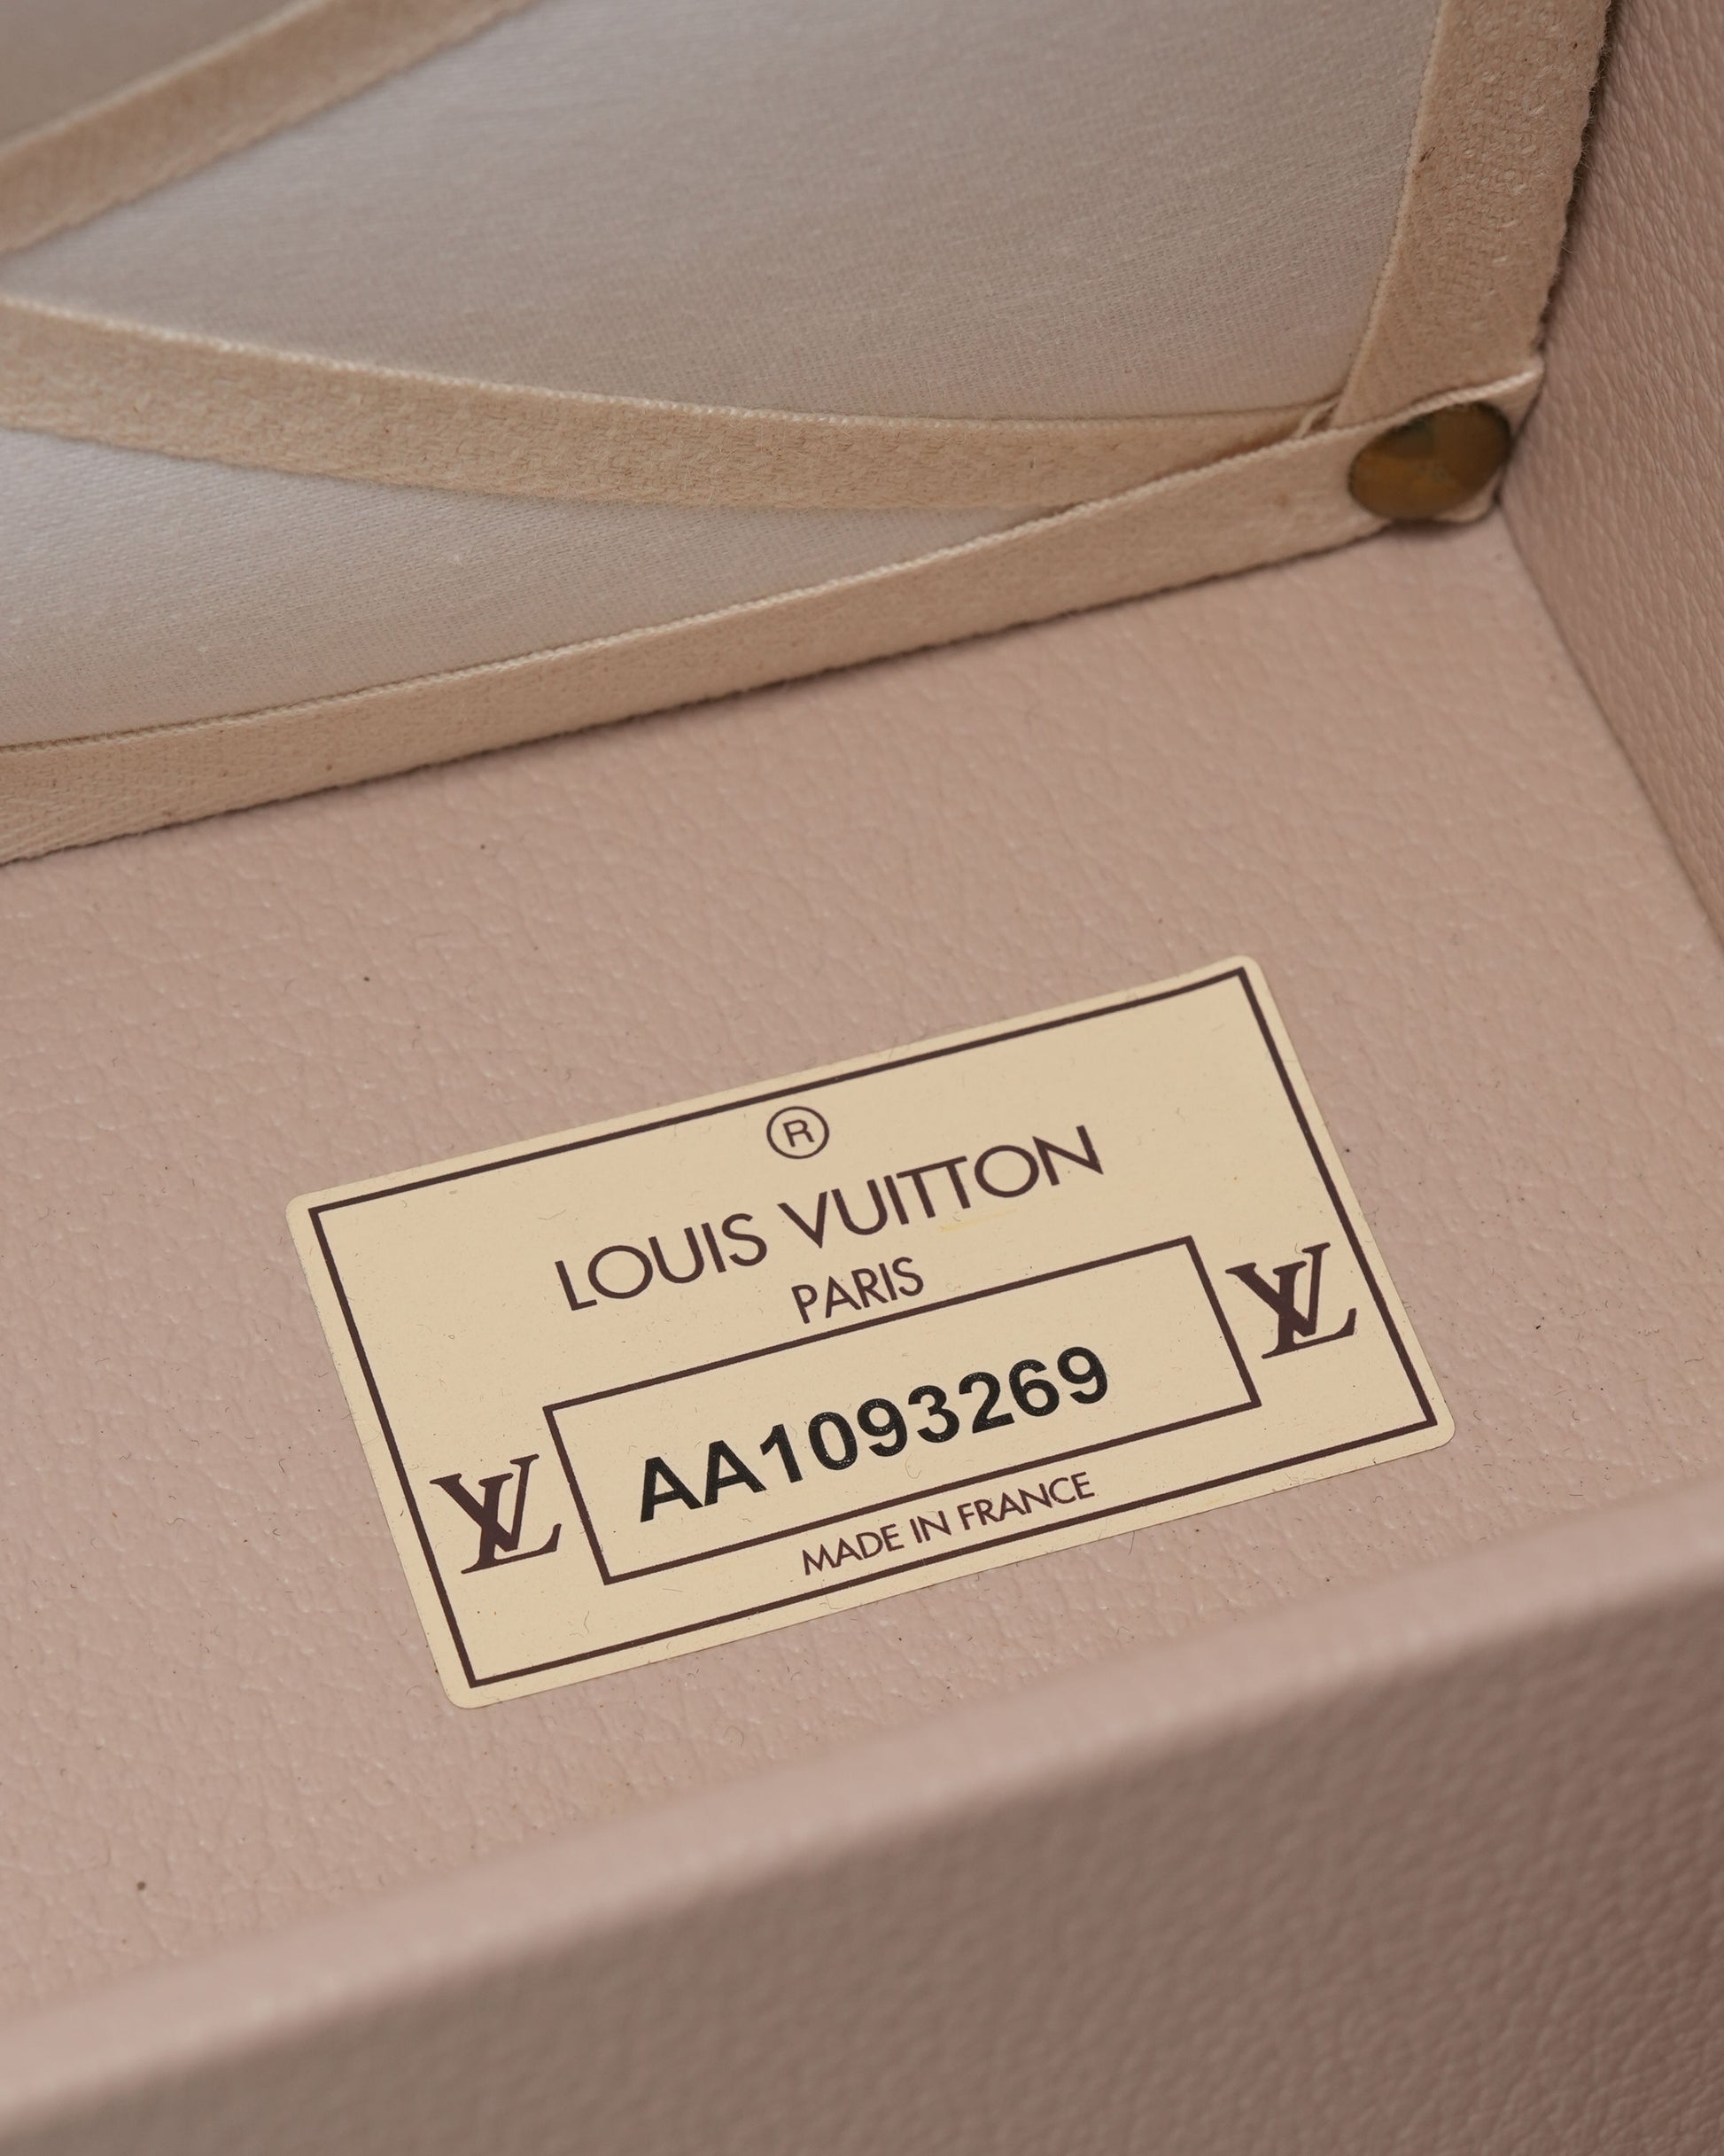 ®
LOUIS VUITTON
PARIS
LV AA1093269 LV
MADE IN FRANCE